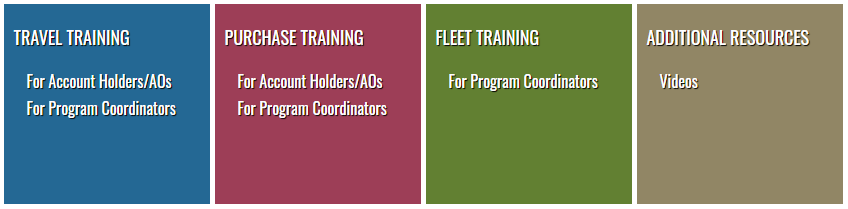 TRAVEL TRAINING
For Account Holders/AOs
For Program Coordinators
PURCHASE TRAINING
For Account Holders/AOs
For Program Coordinators
FLEET TRAINING
For Program Coordinators
ADDITIONAL RESOURCES
Videos